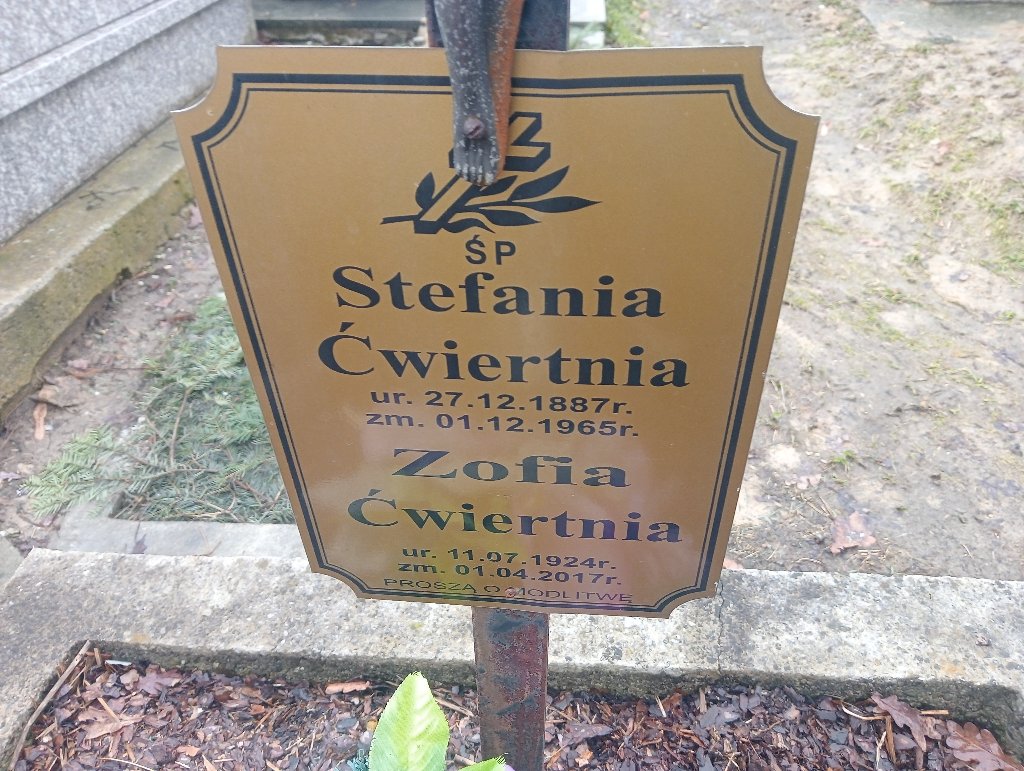 ŚP
Stefania
Ćwiertnia
ur. 27.12.1887r.
zm. 01.12.1965r.
Zofia
Ćwiertnia
ur. 11.07.1924r.
zm. 01.04.2017r.
PROSZĄ O MODLITWĘ